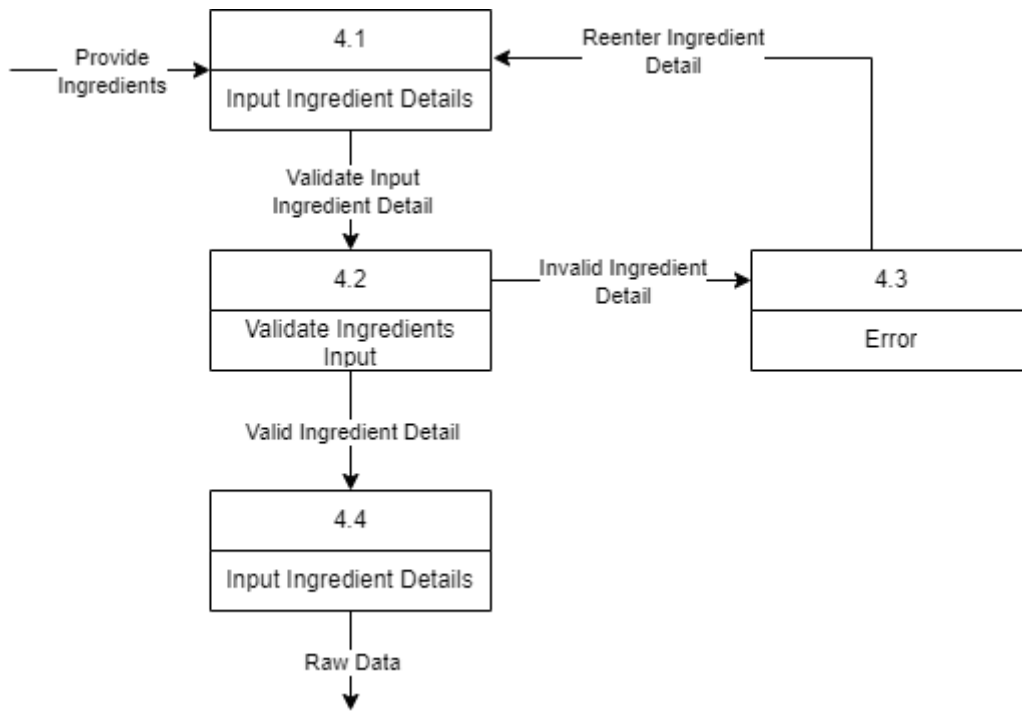 4.1
Input Ingredient Details
Provide
Ingredients
Reenter Ingredient
Detail
Validate Input
Ingredient Detail
4.2
Validate Ingredients
Input
Invalid Ingredient
Detail
4.3
Error
Valid Ingredient Detail
4.4
Input Ingredient Details
Raw Data